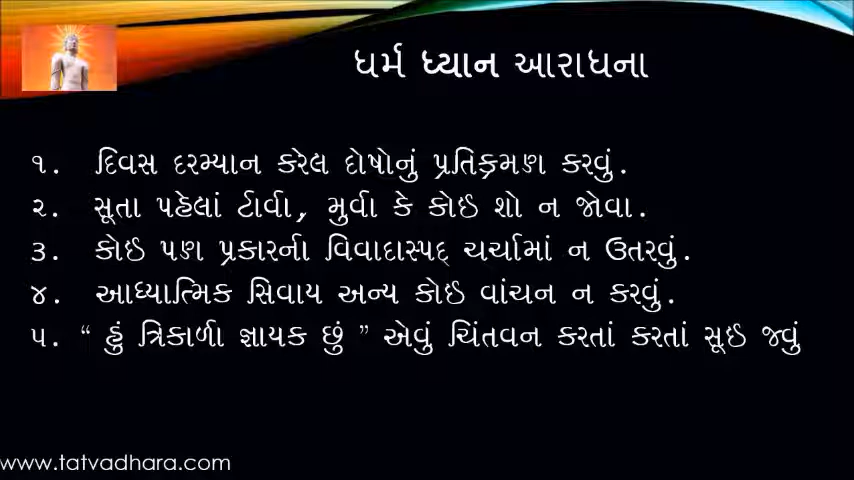 ધર્મ ધ્યાન આરાધના
૧. દિવસ દરમ્યાન કરેલ દોષોનું પ્રતિક્રમણ કરવું.
૨. સૂતા પહેલાં ટીવી, મુવી કે કોઈ શો ન જોવા.
૩. કોઈ પણ પ્રકારની વિવાદાસ્પદ્ ચર્ચામાં ન ઉતરવું.
૪. આધ્યાત્મિક સિવાય અન્ય કોઈ વાંચન ન કરવું.
૫. “ હું ત્રિકાળી જ્ઞાયક છું ” એવું ચિંતવન કરતાં કરતાં સૂઈ જવું
www.tatvadhara.com